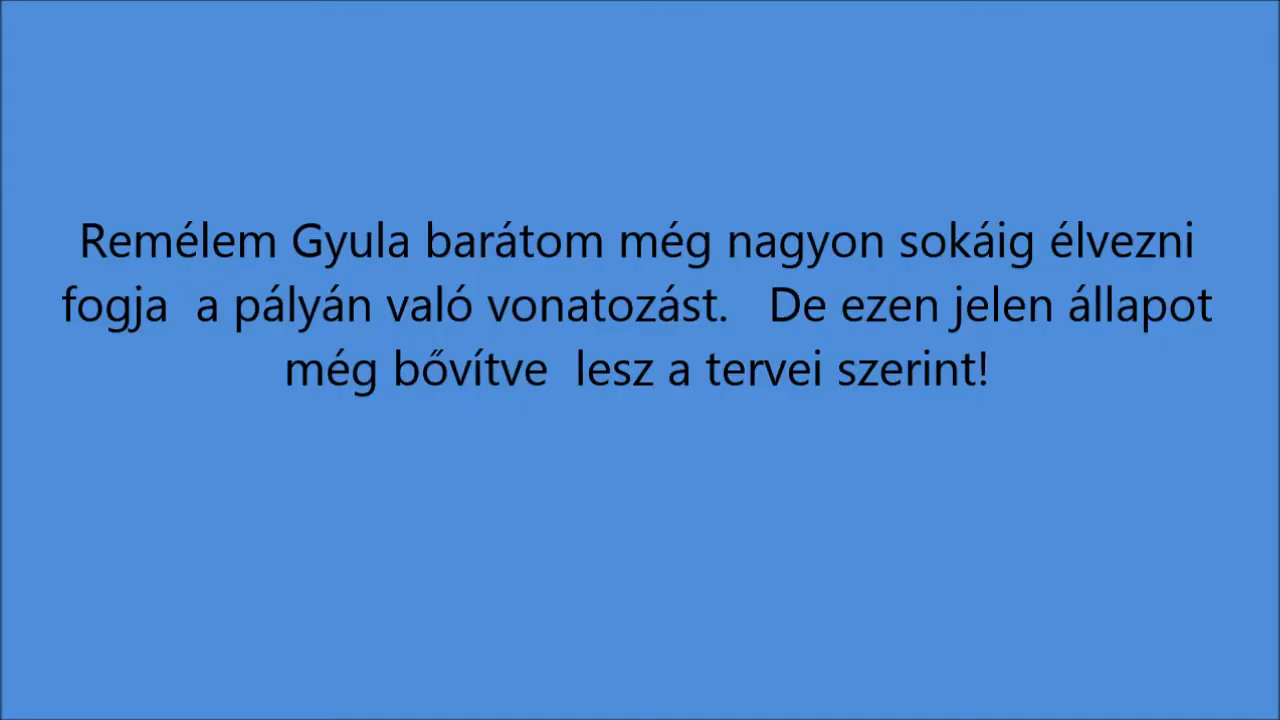 Remélem Gyula barátom még nagyon sokáig élvezni
fogja  a pályán való vonatozást.   De ezen jelen állapot
még bővítve  lesz a tervei szerint!